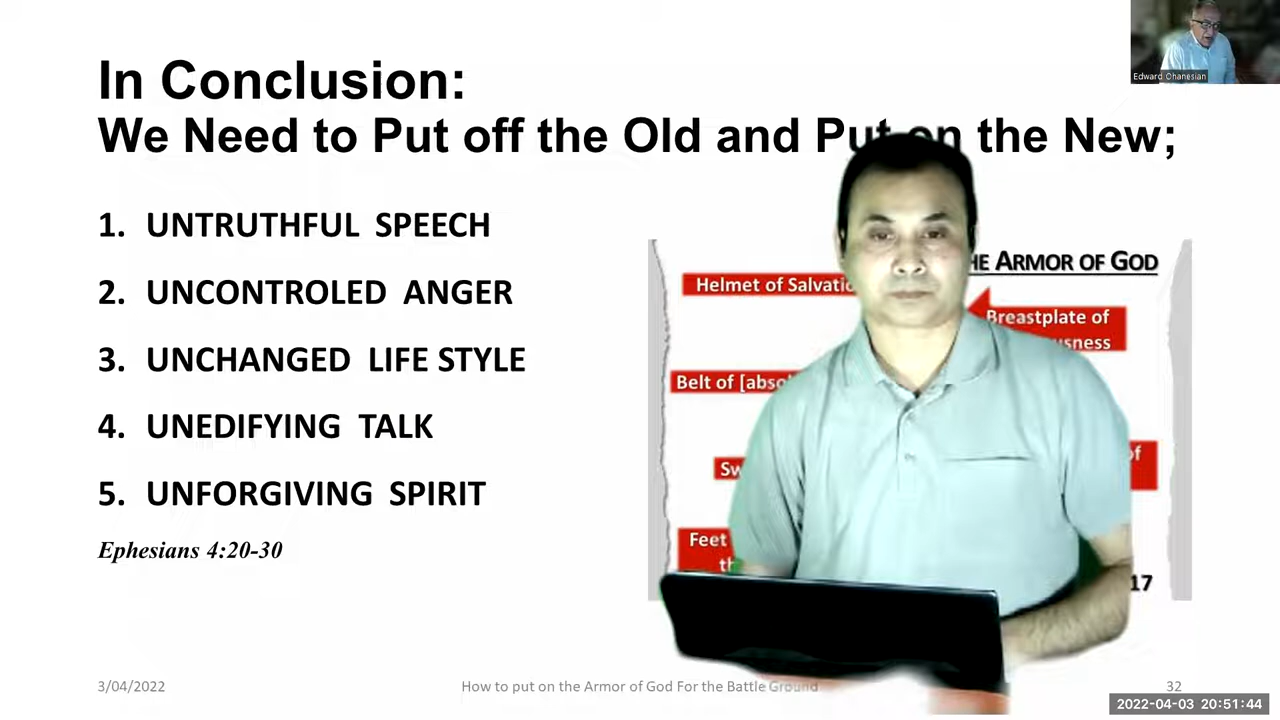 In Conclusion:
We Need to Put off the Old and Put on the New;
1. UNTRUTHFUL SPEECH
2. UNCONTROLED ANGER
3. UNCHANGED LIFE STYLE
4. UNEDIFYING TALK
5. UNFORGIVING SPIRIT
Ephesians 4:20-30
ARMOR OF GOD
Helmet of
Breastplate of
Belt of
Feet
17
3/04/2022
How to put on the Armor of God For the Battle Ground
32
Edward Ohanesian
2022-04-03 20:51:44